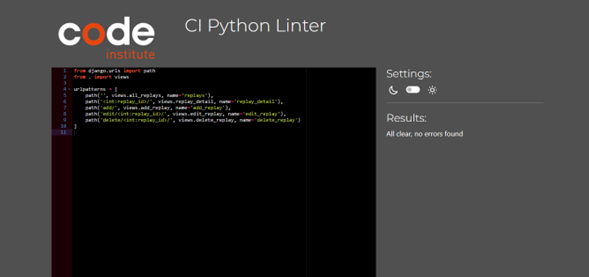 code
institute
CI Python Linter
1 from django.urls import path
2 from . import views
3
4 urlpatterns = [
5 path('', views.all_replays, name='replays'),
6 path('<int:replay_id>/', views.replay_detail, name='replay_detail'),
7 path('add/', views.add_replay, name='add_replay'),
8 path('edit/<int:replay_id>/', views.edit_replay, name='edit_replay'),
9 path('delete/<int:replay_id>/', views.delete_replay, name='delete_replay')
10 ]
11
Settings:
Results:
All clear, no errors found